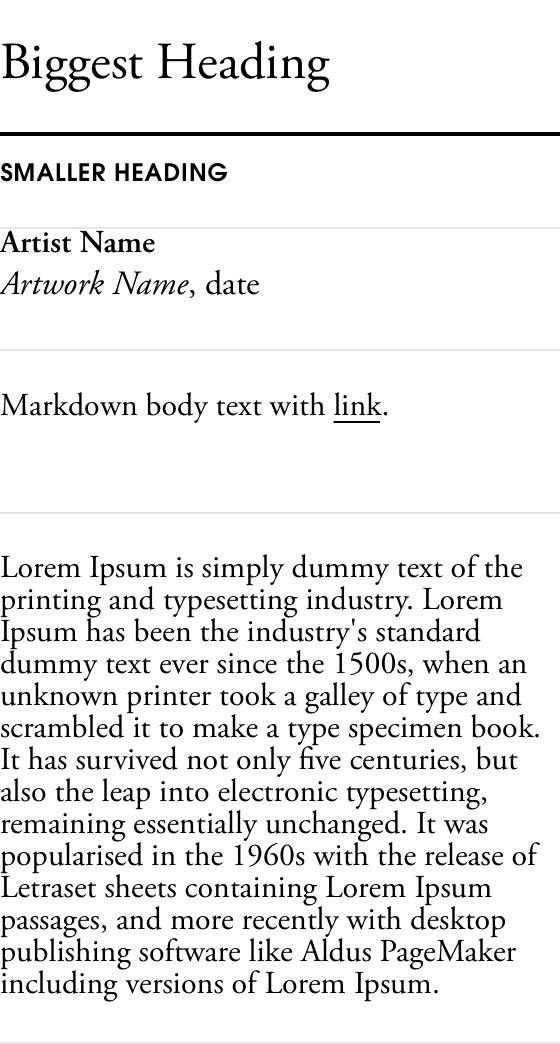 Biggest Heading
SMALLER HEADING
Artist Name
Artwork Name, date
Markdown body text with link.
Lorem Ipsum is simply dummy text of the
printing and typesetting industry. Lorem
Ipsum has been the industry's standard
dummy text ever since the 1500s, when an
unknown printer took a galley of type and
scrambled it to make a type specimen book.
It has survived not only five centuries, but
also the leap into electronic typesetting,
remaining essentially unchanged. It was
popularised in the 1960s with the release of
Letraset sheets containing Lorem Ipsum
passages, and more recently with desktop
publishing software like Aldus PageMaker
including versions of Lorem Ipsum.